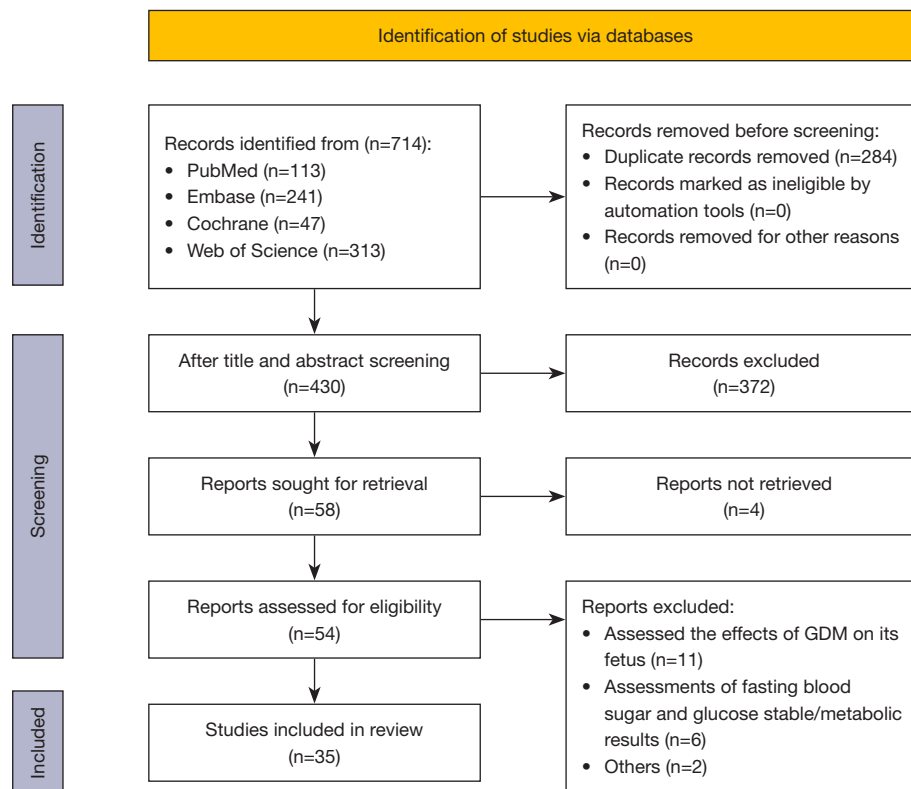 Identification of studies via databases
Identification
Records identified from (n=714):
• PubMed (n=113)
• Embase (n=241)
• Cochrane (n=47)
• Web of Science (n=313)
Records removed before screening:
• Duplicate records removed (n=284)
• Records marked as ineligible by
automation tools (n=0)
• Records removed for other reasons
(n=0)
Screening
After title and abstract screening
(n=430)
Records excluded
(n=372)
Reports sought for retrieval
(n=58)
Reports not retrieved
(n=4)
Reports assessed for eligibility
(n=54)
Reports excluded:
• Assessed the effects of GDM on its
fetus (n=11)
• Assessments of fasting blood
sugar and glucose stable/metabolic
results (n=6)
• Others (n=2)
Included
Studies included in review
(n=35)